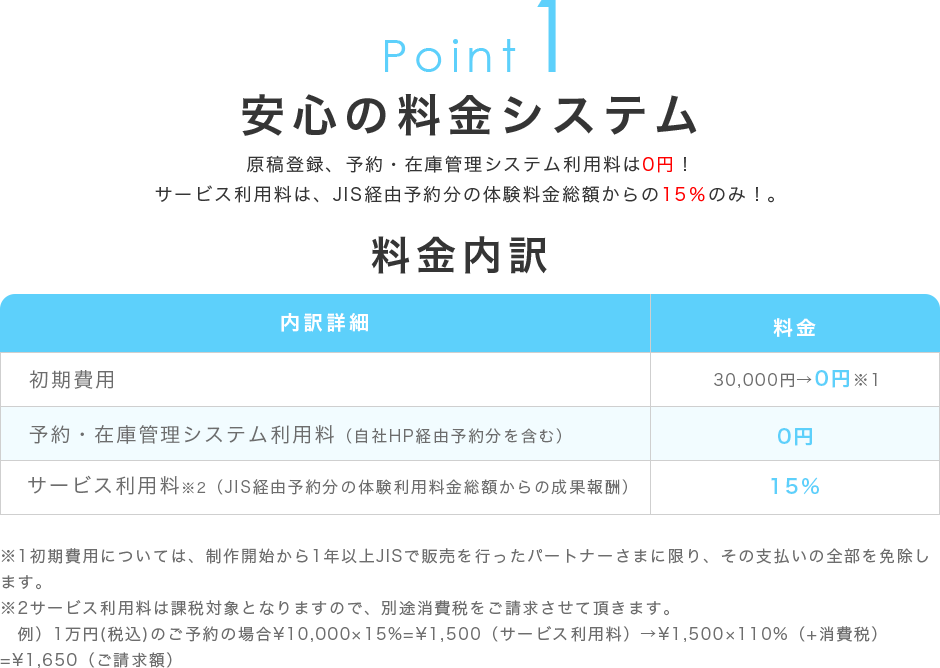 Point 1
安心の料金システム
原稿登録、予約・在庫管理システム利用料は0円！
サービス利用料は、JIS経由予約分の体験料金総額からの15%のみ！。
料金内訳
内訳詳細 料金
初期費用 30,000円→0円※1
予約・在庫管理システム利用料（自社HP経由予約分を含む） 0円
サービス利用料※2（JIS経由予約分の体験利用料金総額からの成果報酬） 15%
※1初期費用については、制作開始から1年以上JISで販売を行ったパートナーさまに限り、その支払いの全部を免除し
ます。
※2サービス利用料は課税対象となりますので、別途消費税をご請求させて頂きます。
例）1万円(税込)のご予約の場合¥10,000×15%=¥1,500（サービス利用料）→¥1,500×110%（+消費税）
=¥1,650（ご請求額）